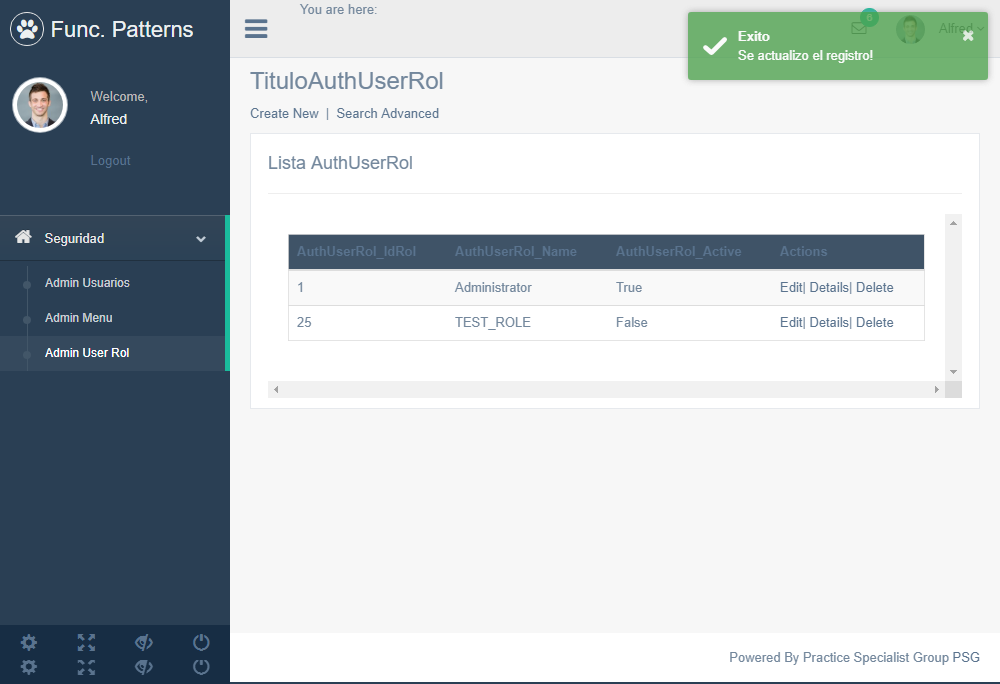 Func. Patterns
Welcome,
Alfred
Logout
Seguridad
Admin Usuarios
Admin Menu
Admin User Rol
You are here:
6
Alfred
Exito
Se actualizo el registro!
TituloAuthUserRol
Create New | Search Advanced
Lista AuthUserRol
AuthUserRol_IdRol AuthUserRol_Name AuthUserRol_Active Actions
1 Administrator True Edit| Details| Delete
25 TEST_ROLE False Edit| Details| Delete
Powered By Practice Specialist Group PSG